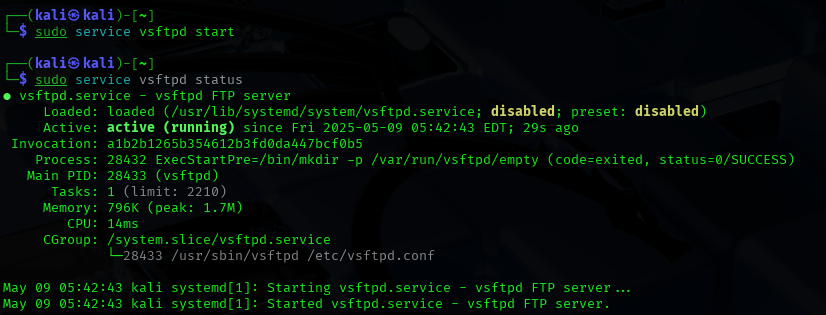 ┌──(kali㉿kali)-[~]
└─$ sudo service vsftpd start

┌──(kali㉿kali)-[~]
└─$ sudo service vsftpd status
● vsftpd.service - vsftpd FTP server
     Loaded: loaded (/usr/lib/systemd/system/vsftpd.service; disabled; preset: disabled)
     Active: active (running) since Fri 2025-05-09 05:42:43 EDT; 29s ago
 Invocation: a1b2b1265b354612b3fd0da447bcf0b5
    Process: 28432 ExecStartPre=/bin/mkdir -p /var/run/vsftpd/empty (code=exited, status=0/SUCCESS)
   Main PID: 28433 (vsftpd)
      Tasks: 1 (limit: 2210)
     Memory: 796K (peak: 1.7M)
        CPU: 14ms
     CGroup: /system.slice/vsftpd.service
             └─28433 /usr/sbin/vsftpd /etc/vsftpd.conf

May 09 05:42:43 kali systemd[1]: Starting vsftpd.service - vsftpd FTP server...
May 09 05:42:43 kali systemd[1]: Started vsftpd.service - vsftpd FTP server.